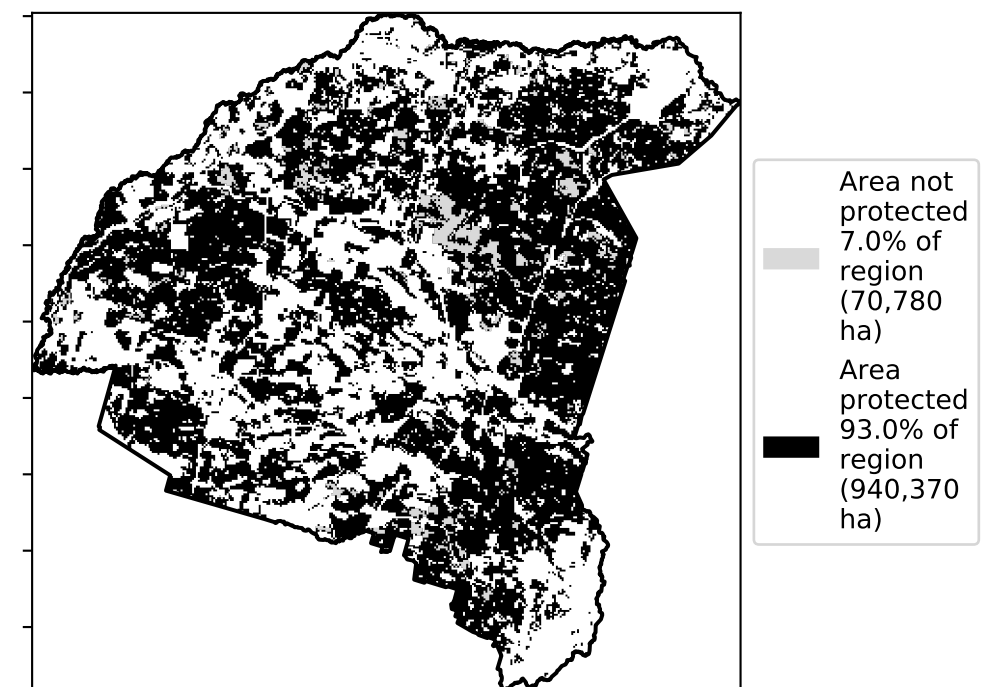 Area not
protected
7.0% of
region
(70,780
ha)
Area
protected
93.0% of
region
(940,370
ha)